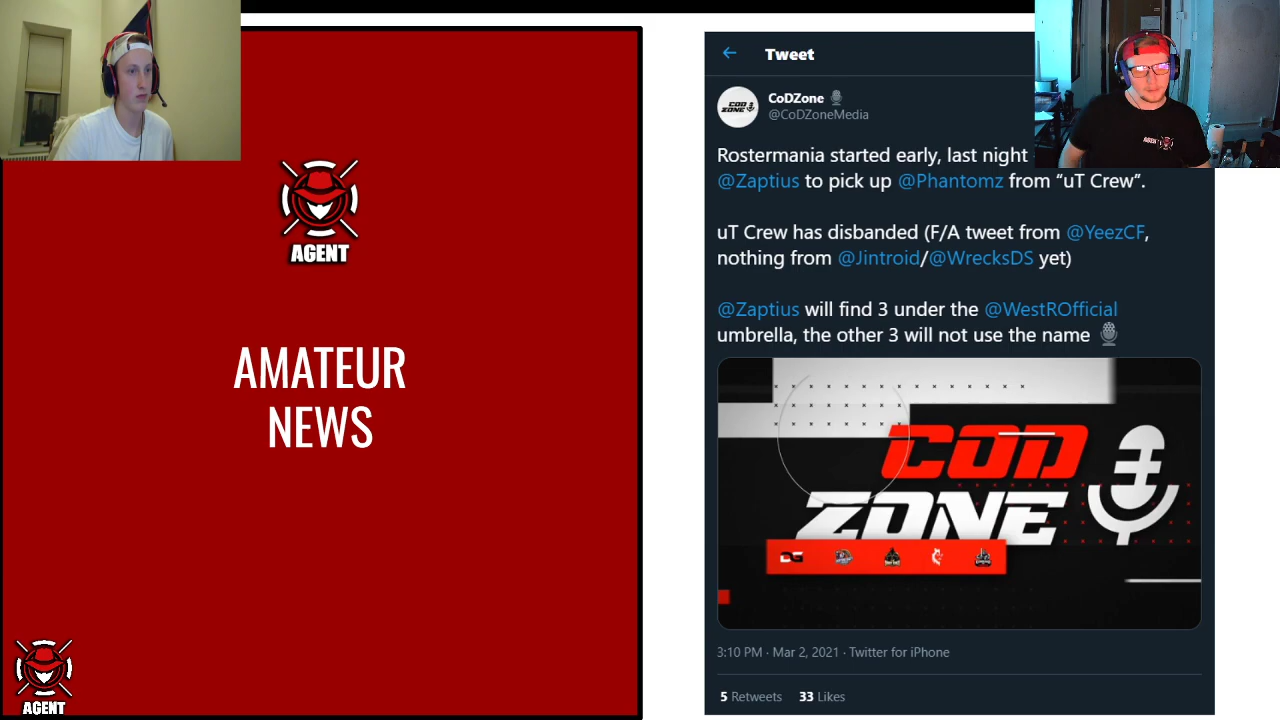 AGENT
AMATEUR
NEWS
AGENT
Tweet
CoDZone
@CoDZoneMedia
Rostermania started early, last night
@Zaptius to pick up @Phantomz from “uT Crew”.
uT Crew has disbanded (F/A tweet from @YeezCF,
nothing from @Jintroid/@WrecksDS yet)
@Zaptius will find 3 under the @WestROfficial
umbrella, the other 3 will not use the name
COD
ZONE
3:10 PM · Mar 2, 2021 · Twitter for iPhone
5 Retweets 33 Likes